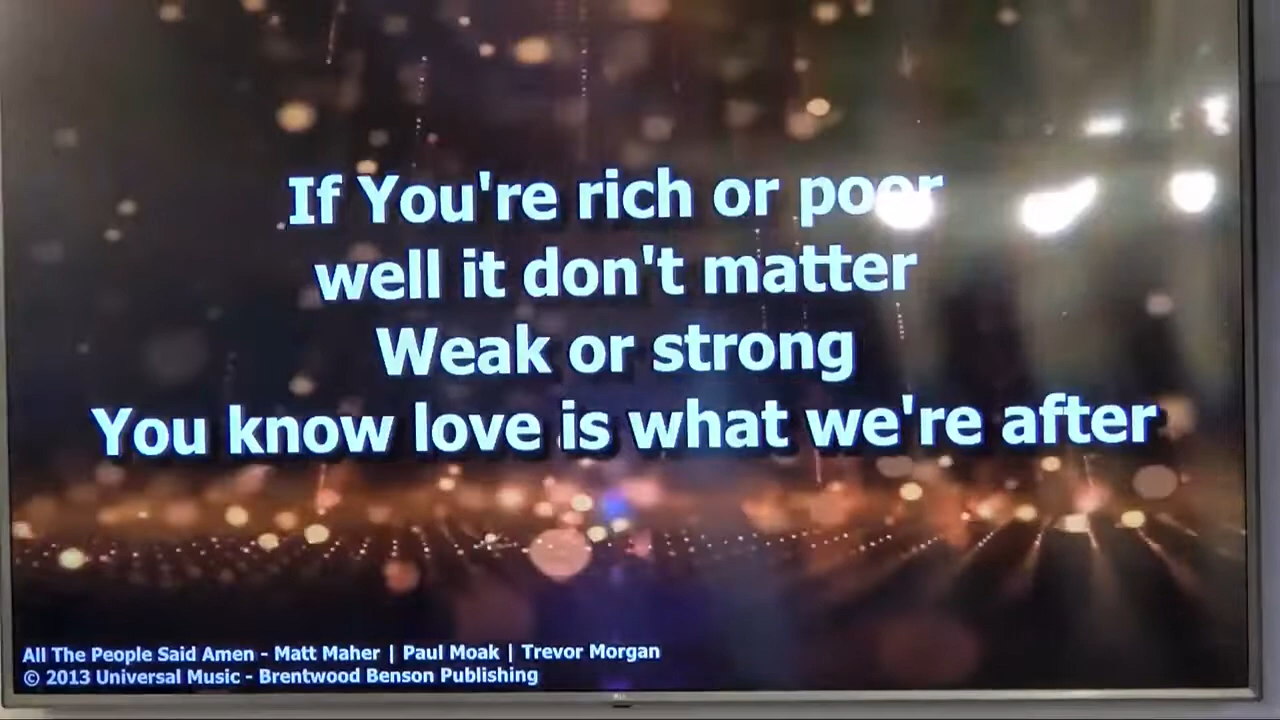 If You're rich or poor
well it don't matter
Weak or strong
You know love is what we're after
All The People Said Amen - Matt Maher | Paul Moak | Trevor Morgan
© 2013 Universal Music - Brentwood Benson Publishing